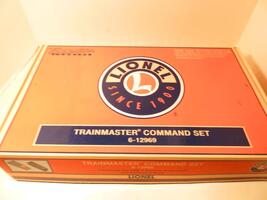 LIONEL
L
SINCE 1900
TRAINMASTER® COMMAND SET
6-12969
TRAINMASTER® COMMAND SET
6-12969
LIONEL